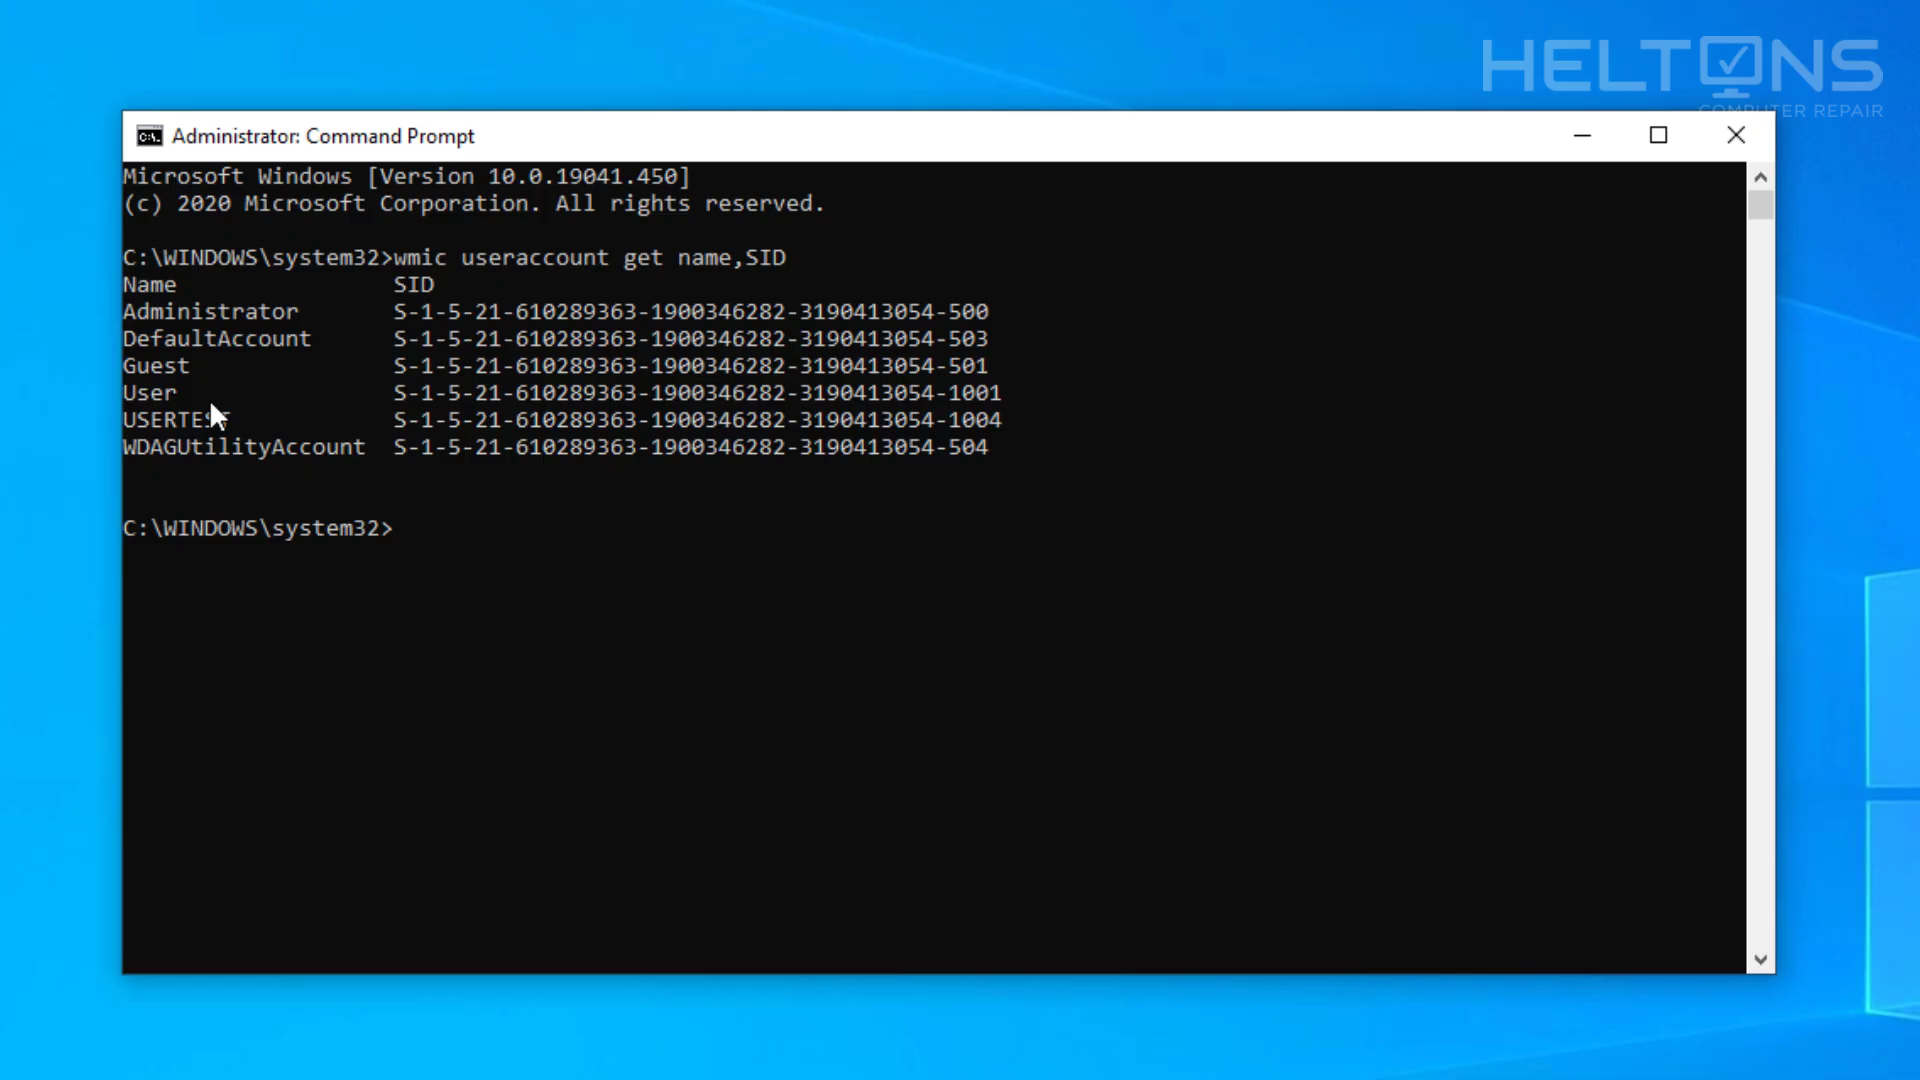 HELTONS
COMPUTER REPAIR
Administrator: Command Prompt
Microsoft Windows [Version 10.0.19041.450]
(c) 2020 Microsoft Corporation. All rights reserved.
C:\WINDOWS\system32>wmic useraccount get name,SID
Name SID
Administrator S-1-5-21-610289363-1900346282-3190413054-500
DefaultAccount S-1-5-21-610289363-1900346282-3190413054-503
Guest S-1-5-21-610289363-1900346282-3190413054-501
User S-1-5-21-610289363-1900346282-3190413054-1001
USERTEST S-1-5-21-610289363-1900346282-3190413054-1004
WDAGUtilityAccount S-1-5-21-610289363-1900346282-3190413054-504
C:\WINDOWS\system32>